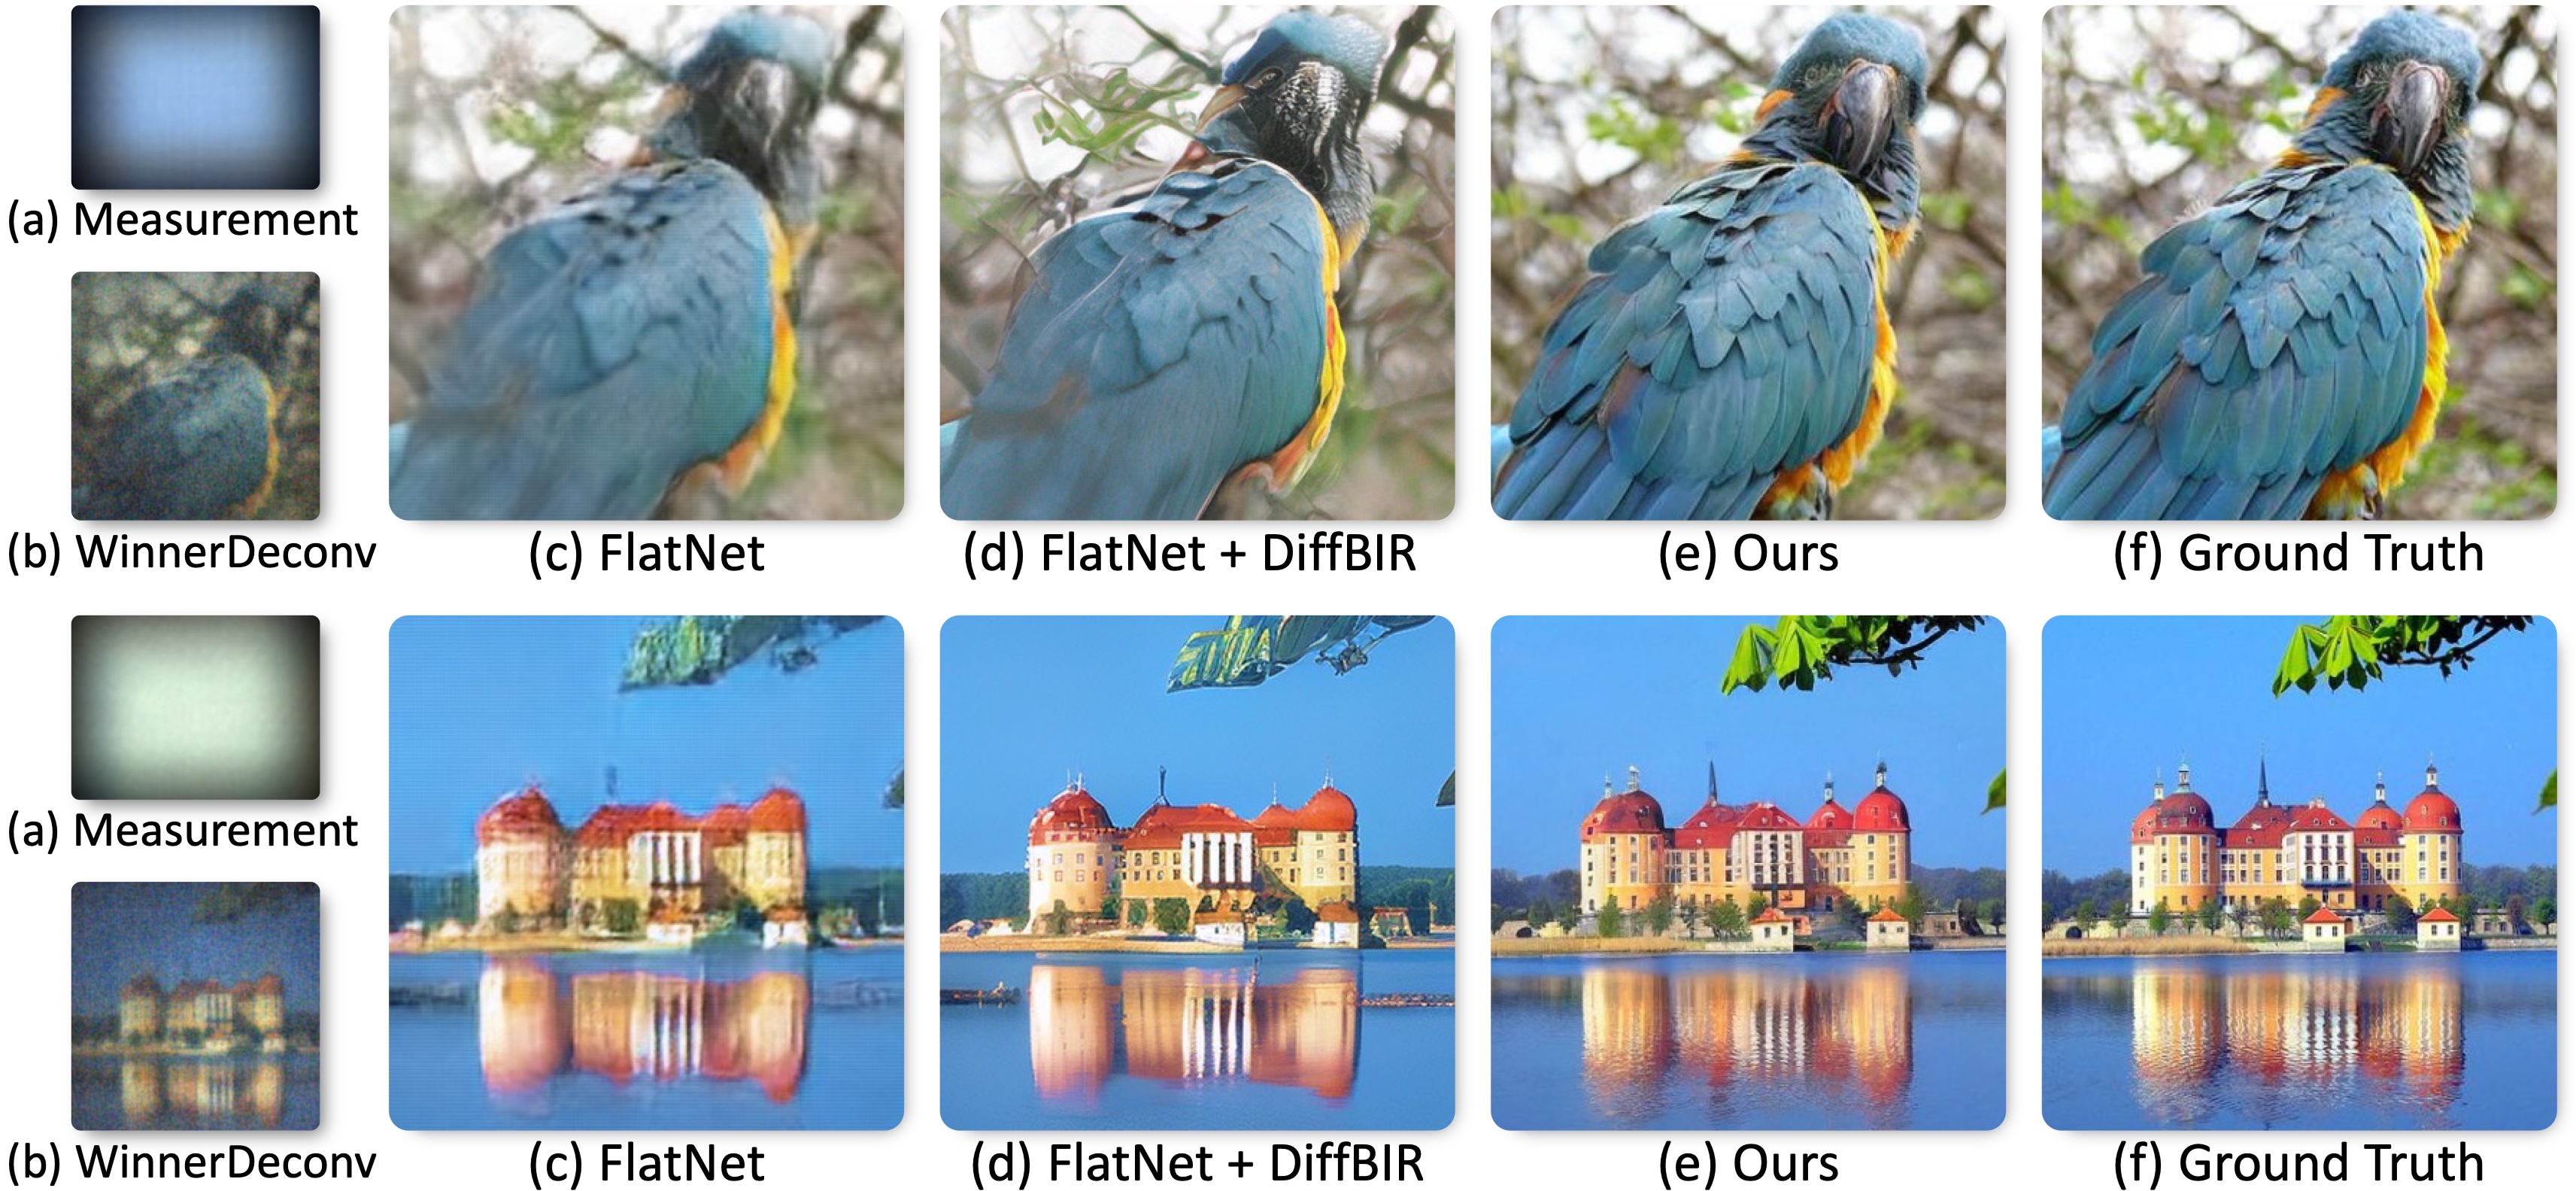 (a) Measurement
(b) WinnerDeconv
(c) FlatNet
(d) FlatNet + DiffBIR
(e) Ours
(f) Ground Truth
(a) Measurement
(b) WinnerDeconv
(c) FlatNet
(d) FlatNet + DiffBIR
(e) Ours
(f) Ground Truth